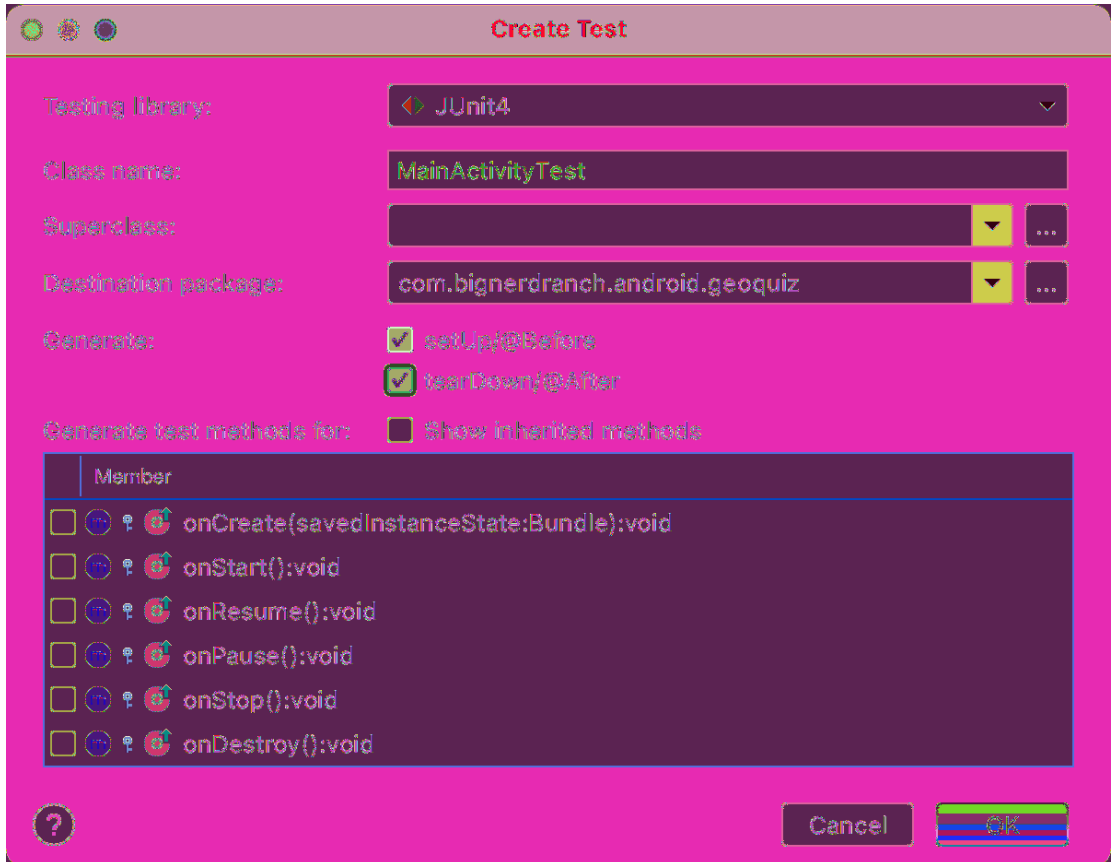 Create Test
Testing library: JUnit4
Class name: MainActivityTest
Superclass: ...
Destination package: com.bignerdranch.android.geoquiz ...
Generate: setUp/@Before
tearDown/@After
Generate test methods for: Show inherited methods
Member
m onCreate(savedInstanceState:Bundle):void
m onStart():void
m onResume():void
m onPause():void
m onStop():void
m onDestroy():void
? Cancel OK